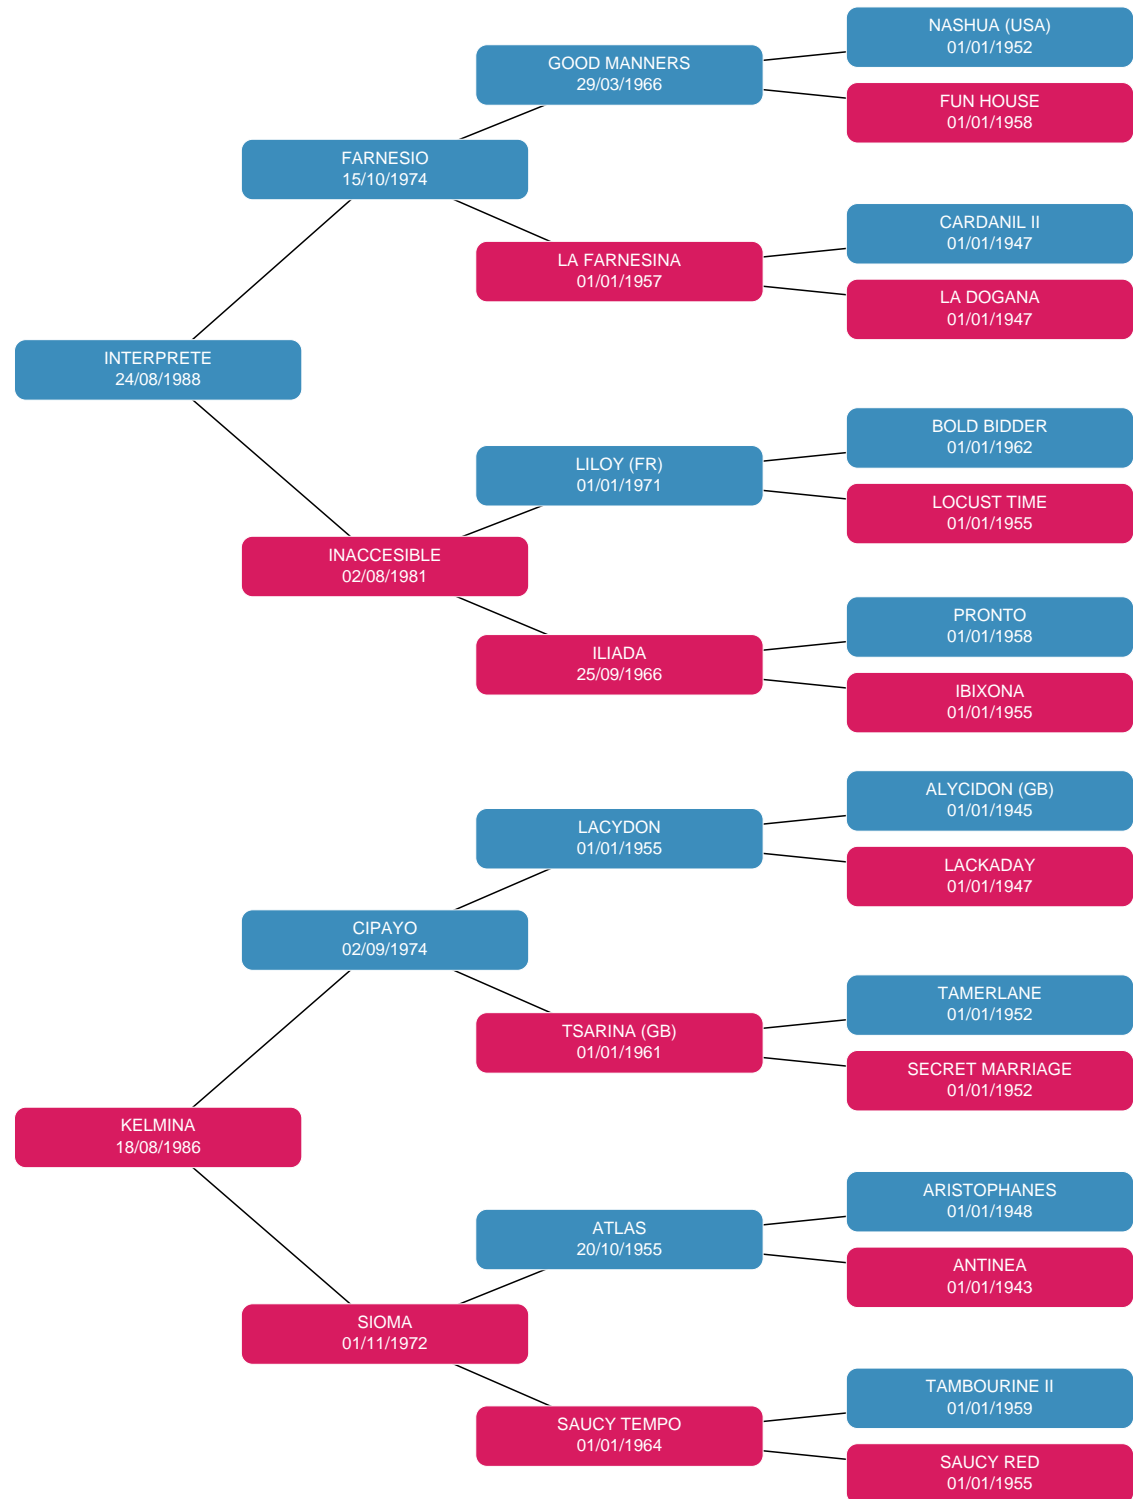 NASHUA (USA)
01/01/1952
GOOD MANNERS
29/03/1966
FUN HOUSE
01/01/1958
FARNESIO
15/10/1974
CARDANIL II
01/01/1947
LA FARNESINA
01/01/1957
LA DOGANA
01/01/1947
INTERPRETE
24/08/1988
BOLD BIDDER
01/01/1962
LILOY (FR)
01/01/1971
LOCUST TIME
01/01/1955
INACCESIBLE
02/08/1981
PRONTO
01/01/1958
ILIADA
25/09/1966
IBIXONA
01/01/1955
ALYCIDON (GB)
01/01/1945
LACYDON
01/01/1955
LACKADAY
01/01/1947
CIPAYO
02/09/1974
TAMERLANE
01/01/1952
TSARINA (GB)
01/01/1961
SECRET MARRIAGE
01/01/1952
KELMINA
18/08/1986
ARISTOPHANES
01/01/1948
ATLAS
20/10/1955
ANTINEA
01/01/1943
SIOMA
01/11/1972
TAMBOURINE II
01/01/1959
SAUCY TEMPO
01/01/1964
SAUCY RED
01/01/1955